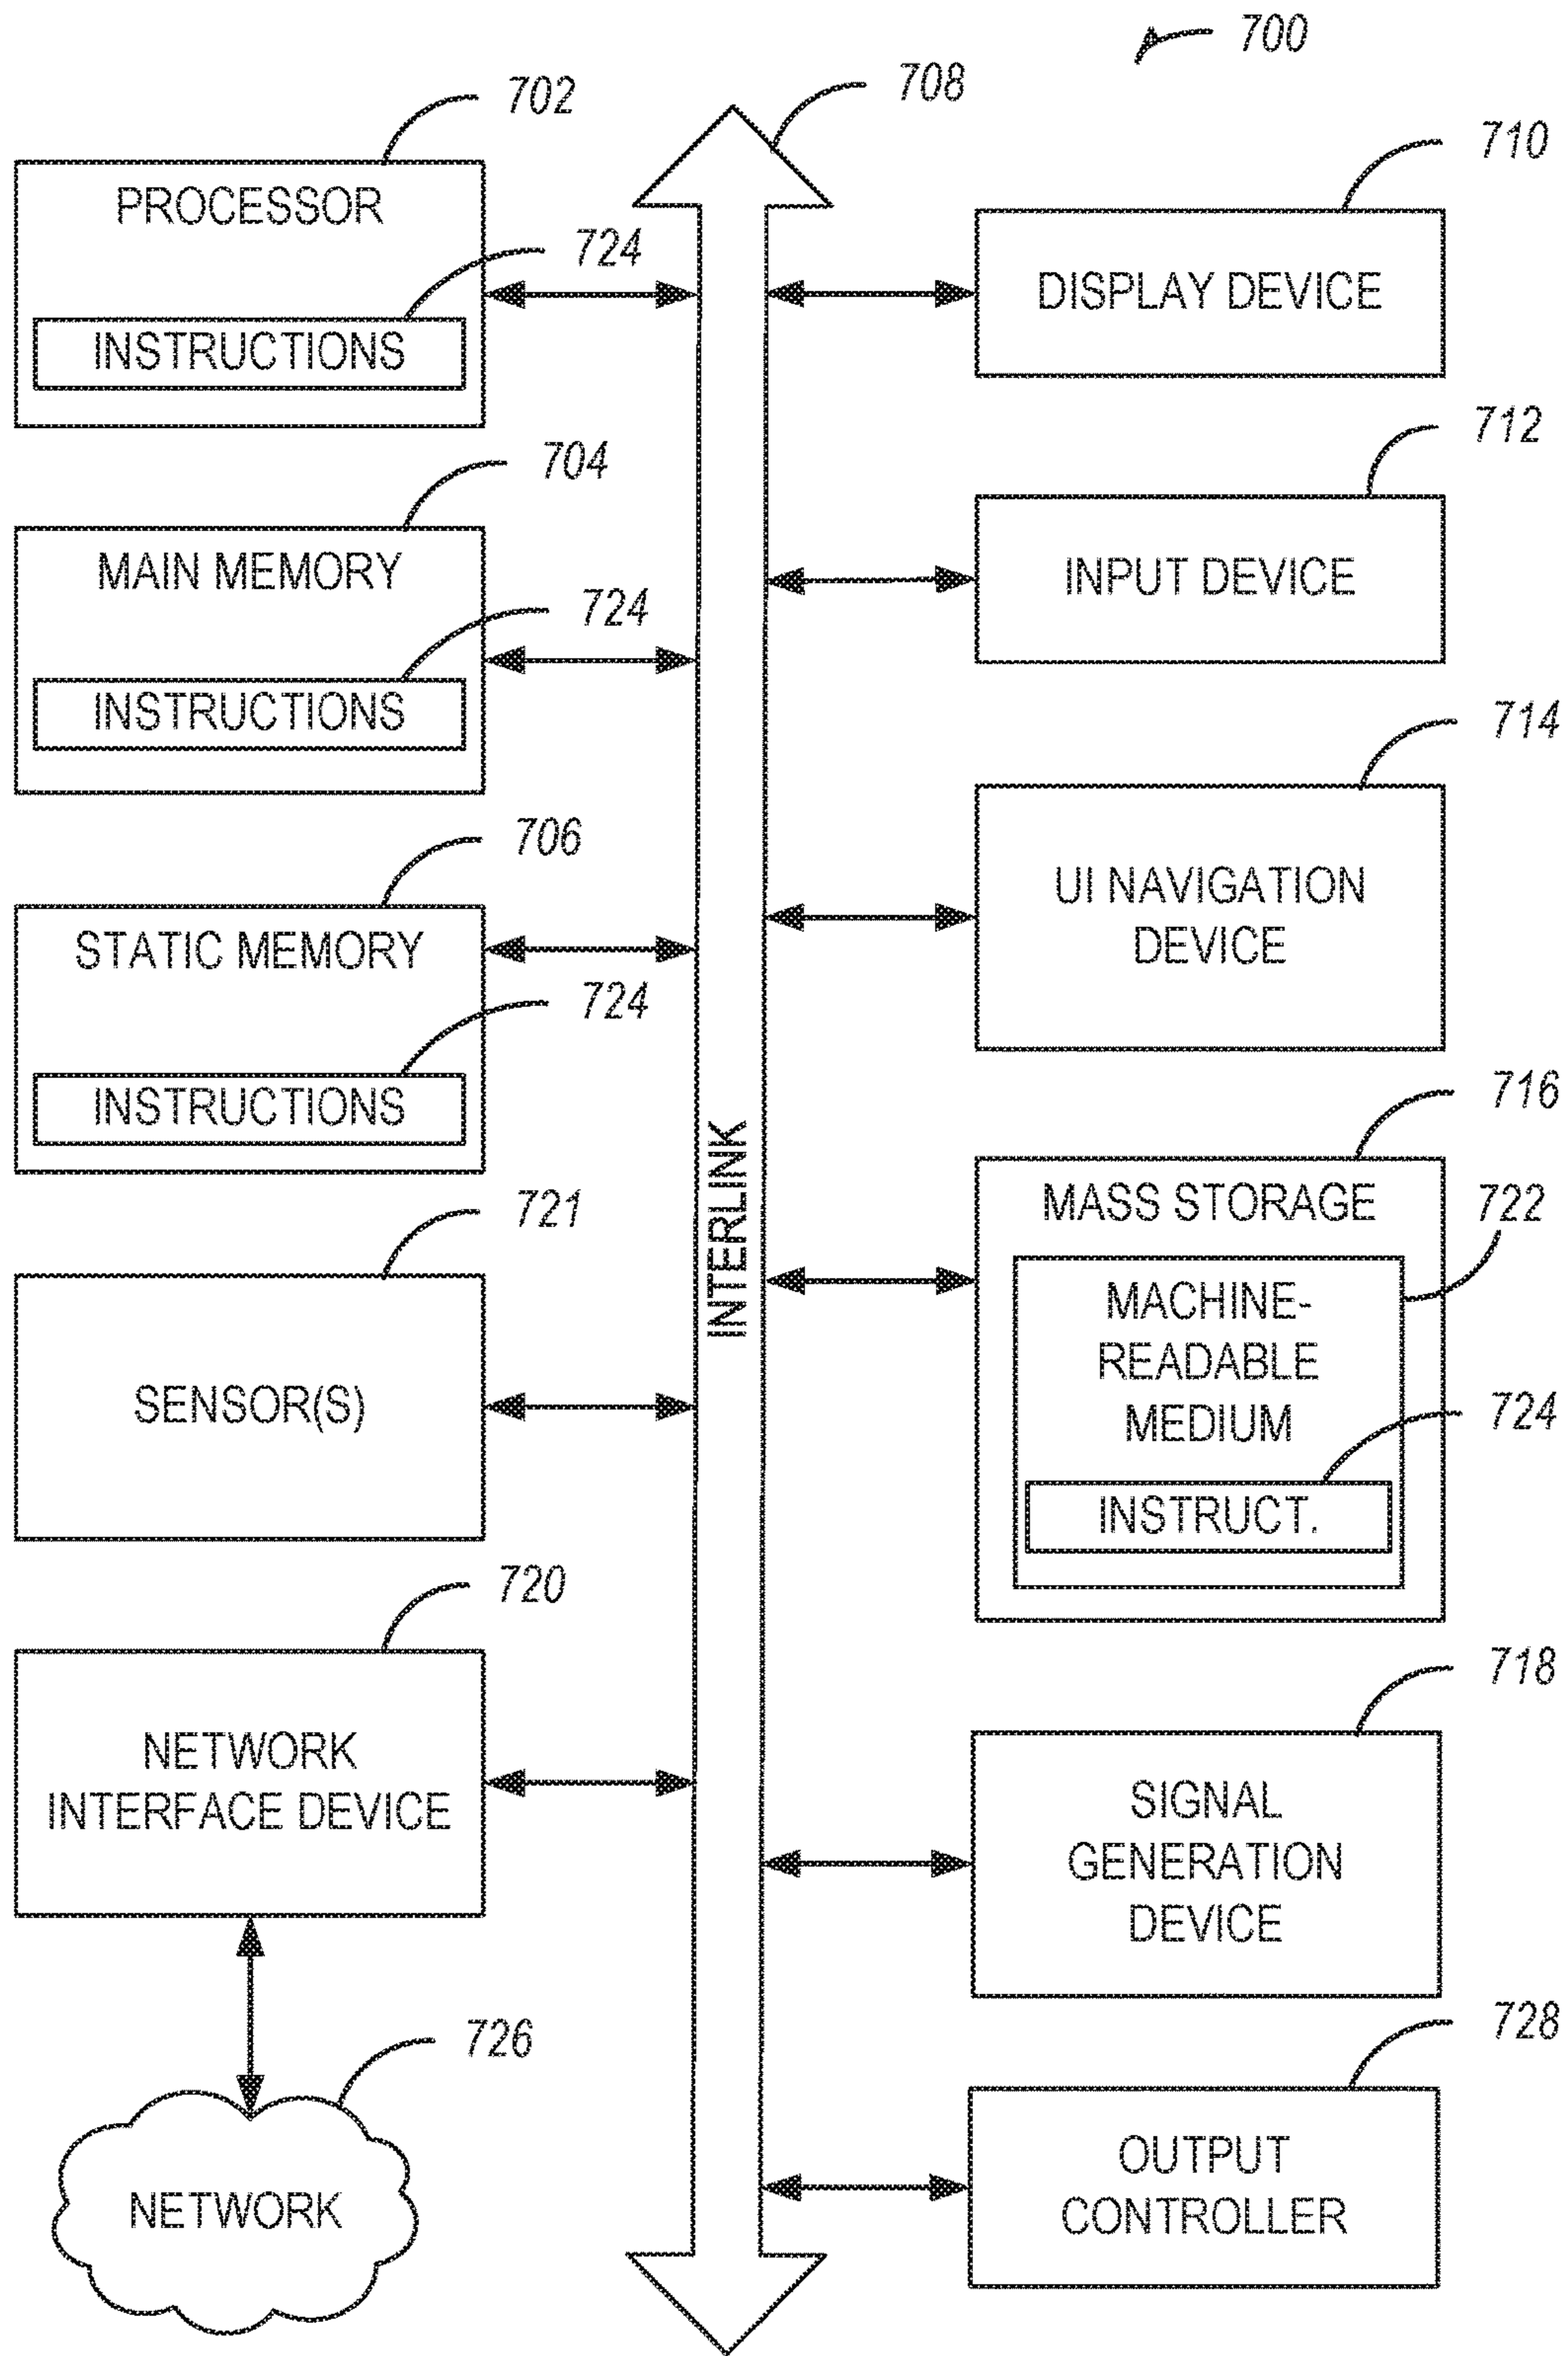 700
708
702
PROCESSOR
724
INSTRUCTIONS
704
MAIN MEMORY
724
INSTRUCTIONS
706
STATIC MEMORY
724
INSTRUCTIONS
721
SENSOR(S)
720
NETWORK
INTERFACE DEVICE
726
NETWORK
INTERLINK
710
DISPLAY DEVICE
712
INPUT DEVICE
714
UI NAVIGATION
DEVICE
716
MASS STORAGE
722
MACHINE-
READABLE
MEDIUM
724
INSTRUCT.
718
SIGNAL
GENERATION
DEVICE
728
OUTPUT
CONTROLLER